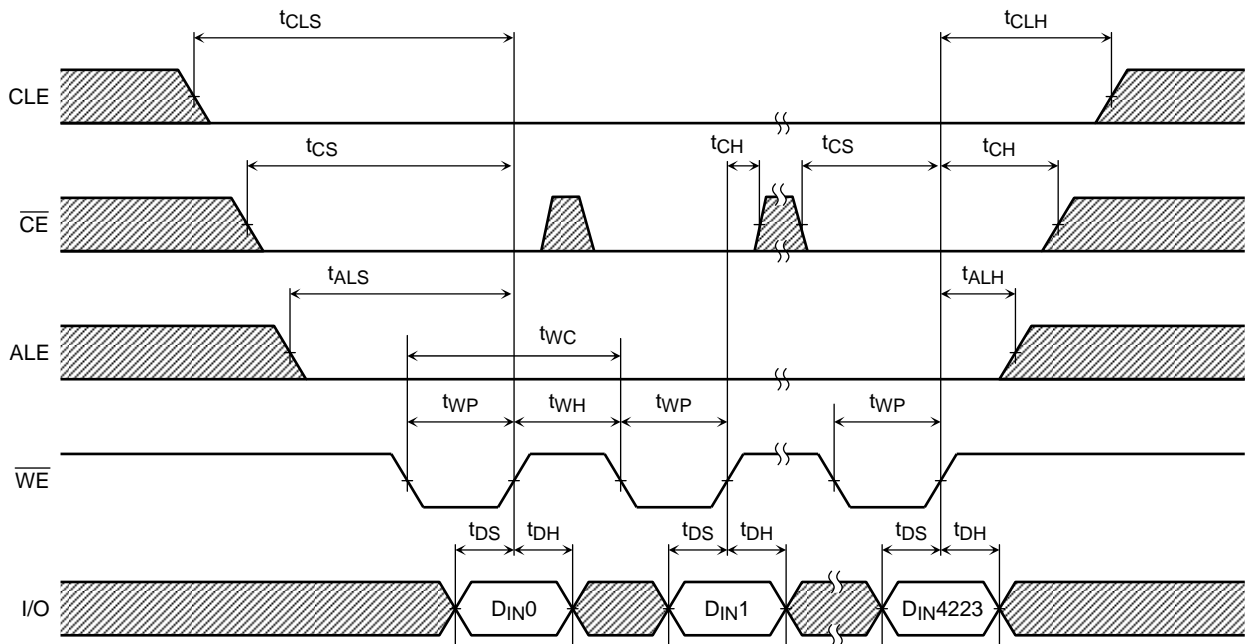 tCLS tCLH
CLE
tCS tCH tCS tCH
CE
tALS tALH
ALE
tWC
tWP tWH tWP tWP
WE
tDS tDH tDS tDH tDS tDH
I/O DIN0 DIN1 DIN4223